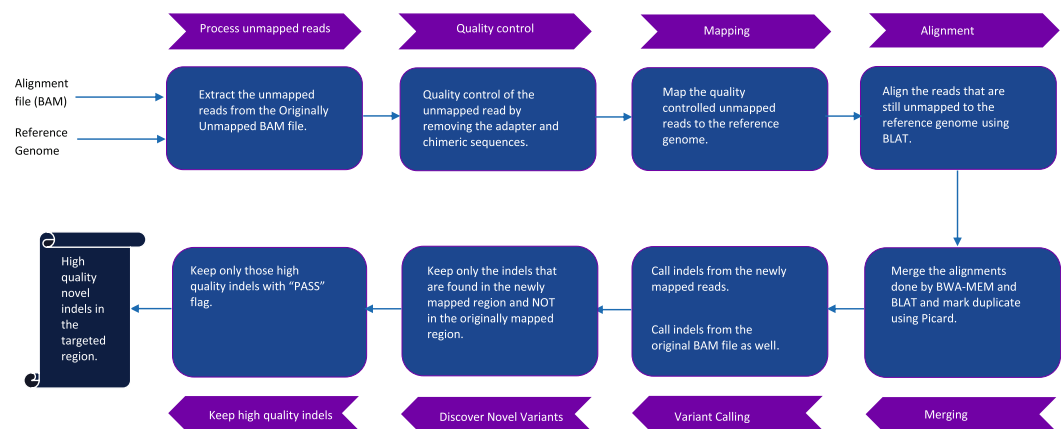 Process unmapped reads
Quality control
Mapping
Alignment
Alignment
file (BAM)
Reference
Genome
Extract the unmapped
reads from the Originally
Unmapped BAM file.
Quality control of the
unmapped read by
removing the adapter and
chimeric sequences.
Map the quality
controlled unmapped
reads to the reference
genome.
Align the reads that are
still unmapped to the
reference genome using
BLAT.
Merge the alignments
done by BWA-MEM and
BLAT and mark duplicate
using Picard.
Call indels from the newly
mapped reads.
Call indels from the
original BAM file as well.
Keep only the indels that
are found in the newly
mapped region and NOT
in the originally mapped
region.
Keep only those high
quality indels with “PASS”
flag.
High
quality
novel
indels in
the
targeted
region.
Keep high quality indels
Discover Novel Variants
Variant Calling
Merging